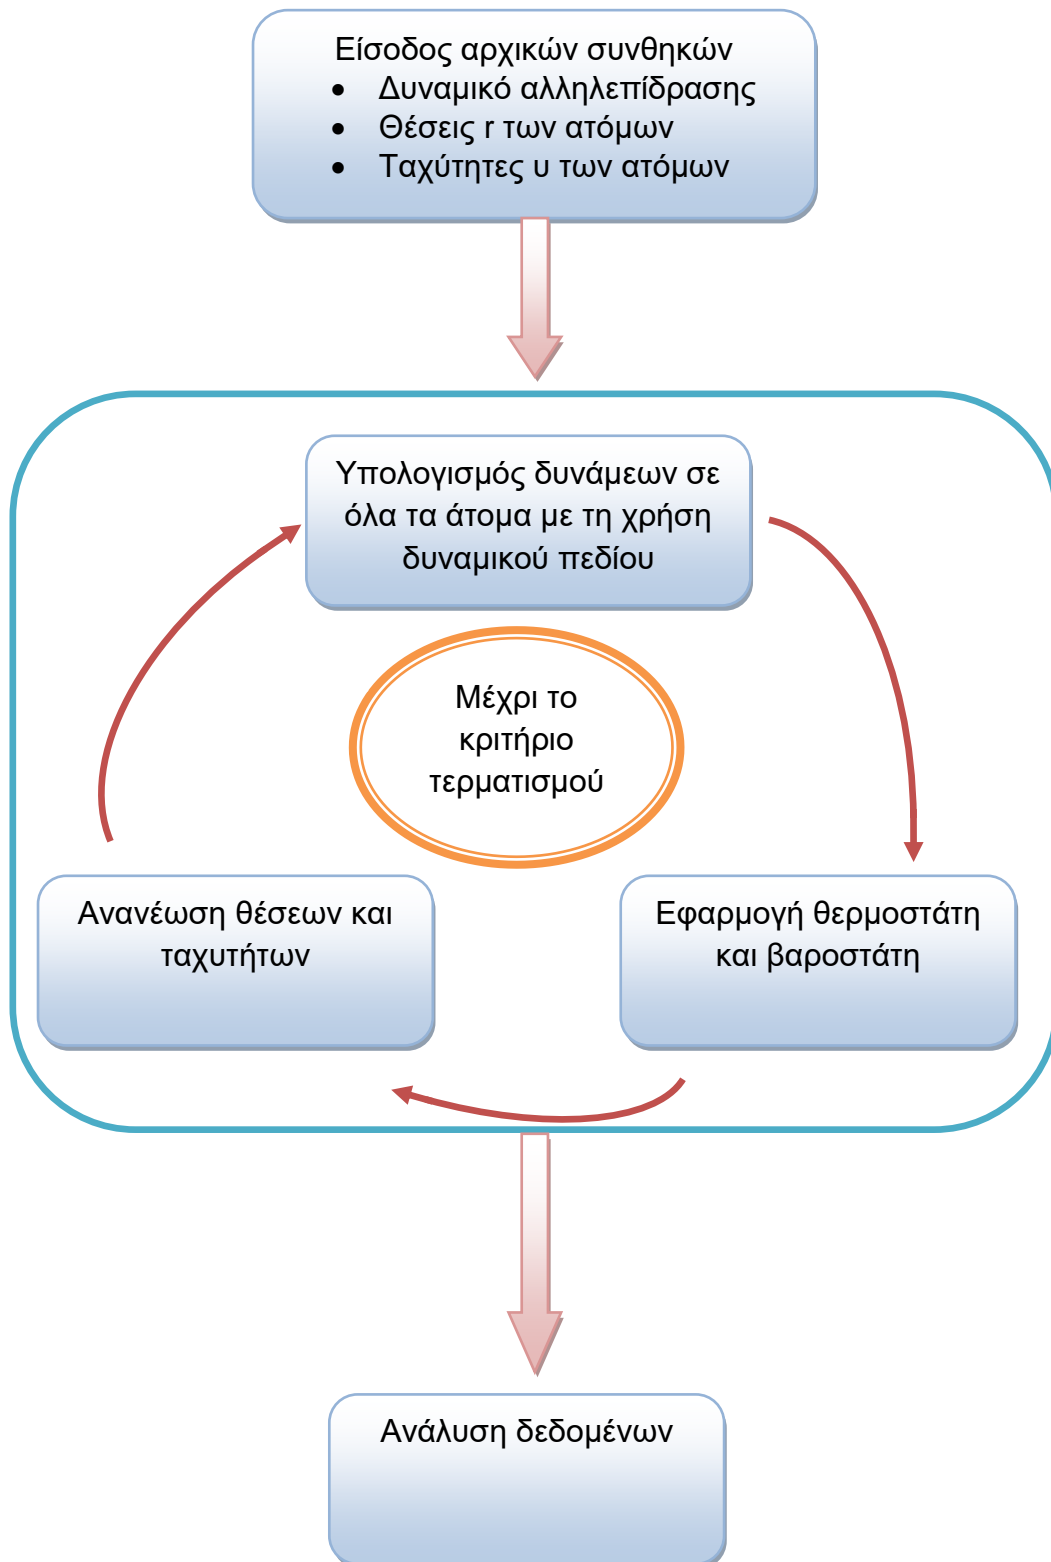 Είσοδος αρχικών συνθηκών
• Δυναμικό αλληλεπίδρασης
• Θέσεις r των ατόμων
• Ταχύτητες υ των ατόμων
Υπολογισμός δυνάμεων σε
όλα τα άτομα με τη χρήση
δυναμικού πεδίου
Μέχρι το
κριτήριο
τερματισμού
Ανανέωση θέσεων και
ταχυτήτων
Εφαρμογή θερμοστάτη
και βαροστάτη
Ανάλυση δεδομένων